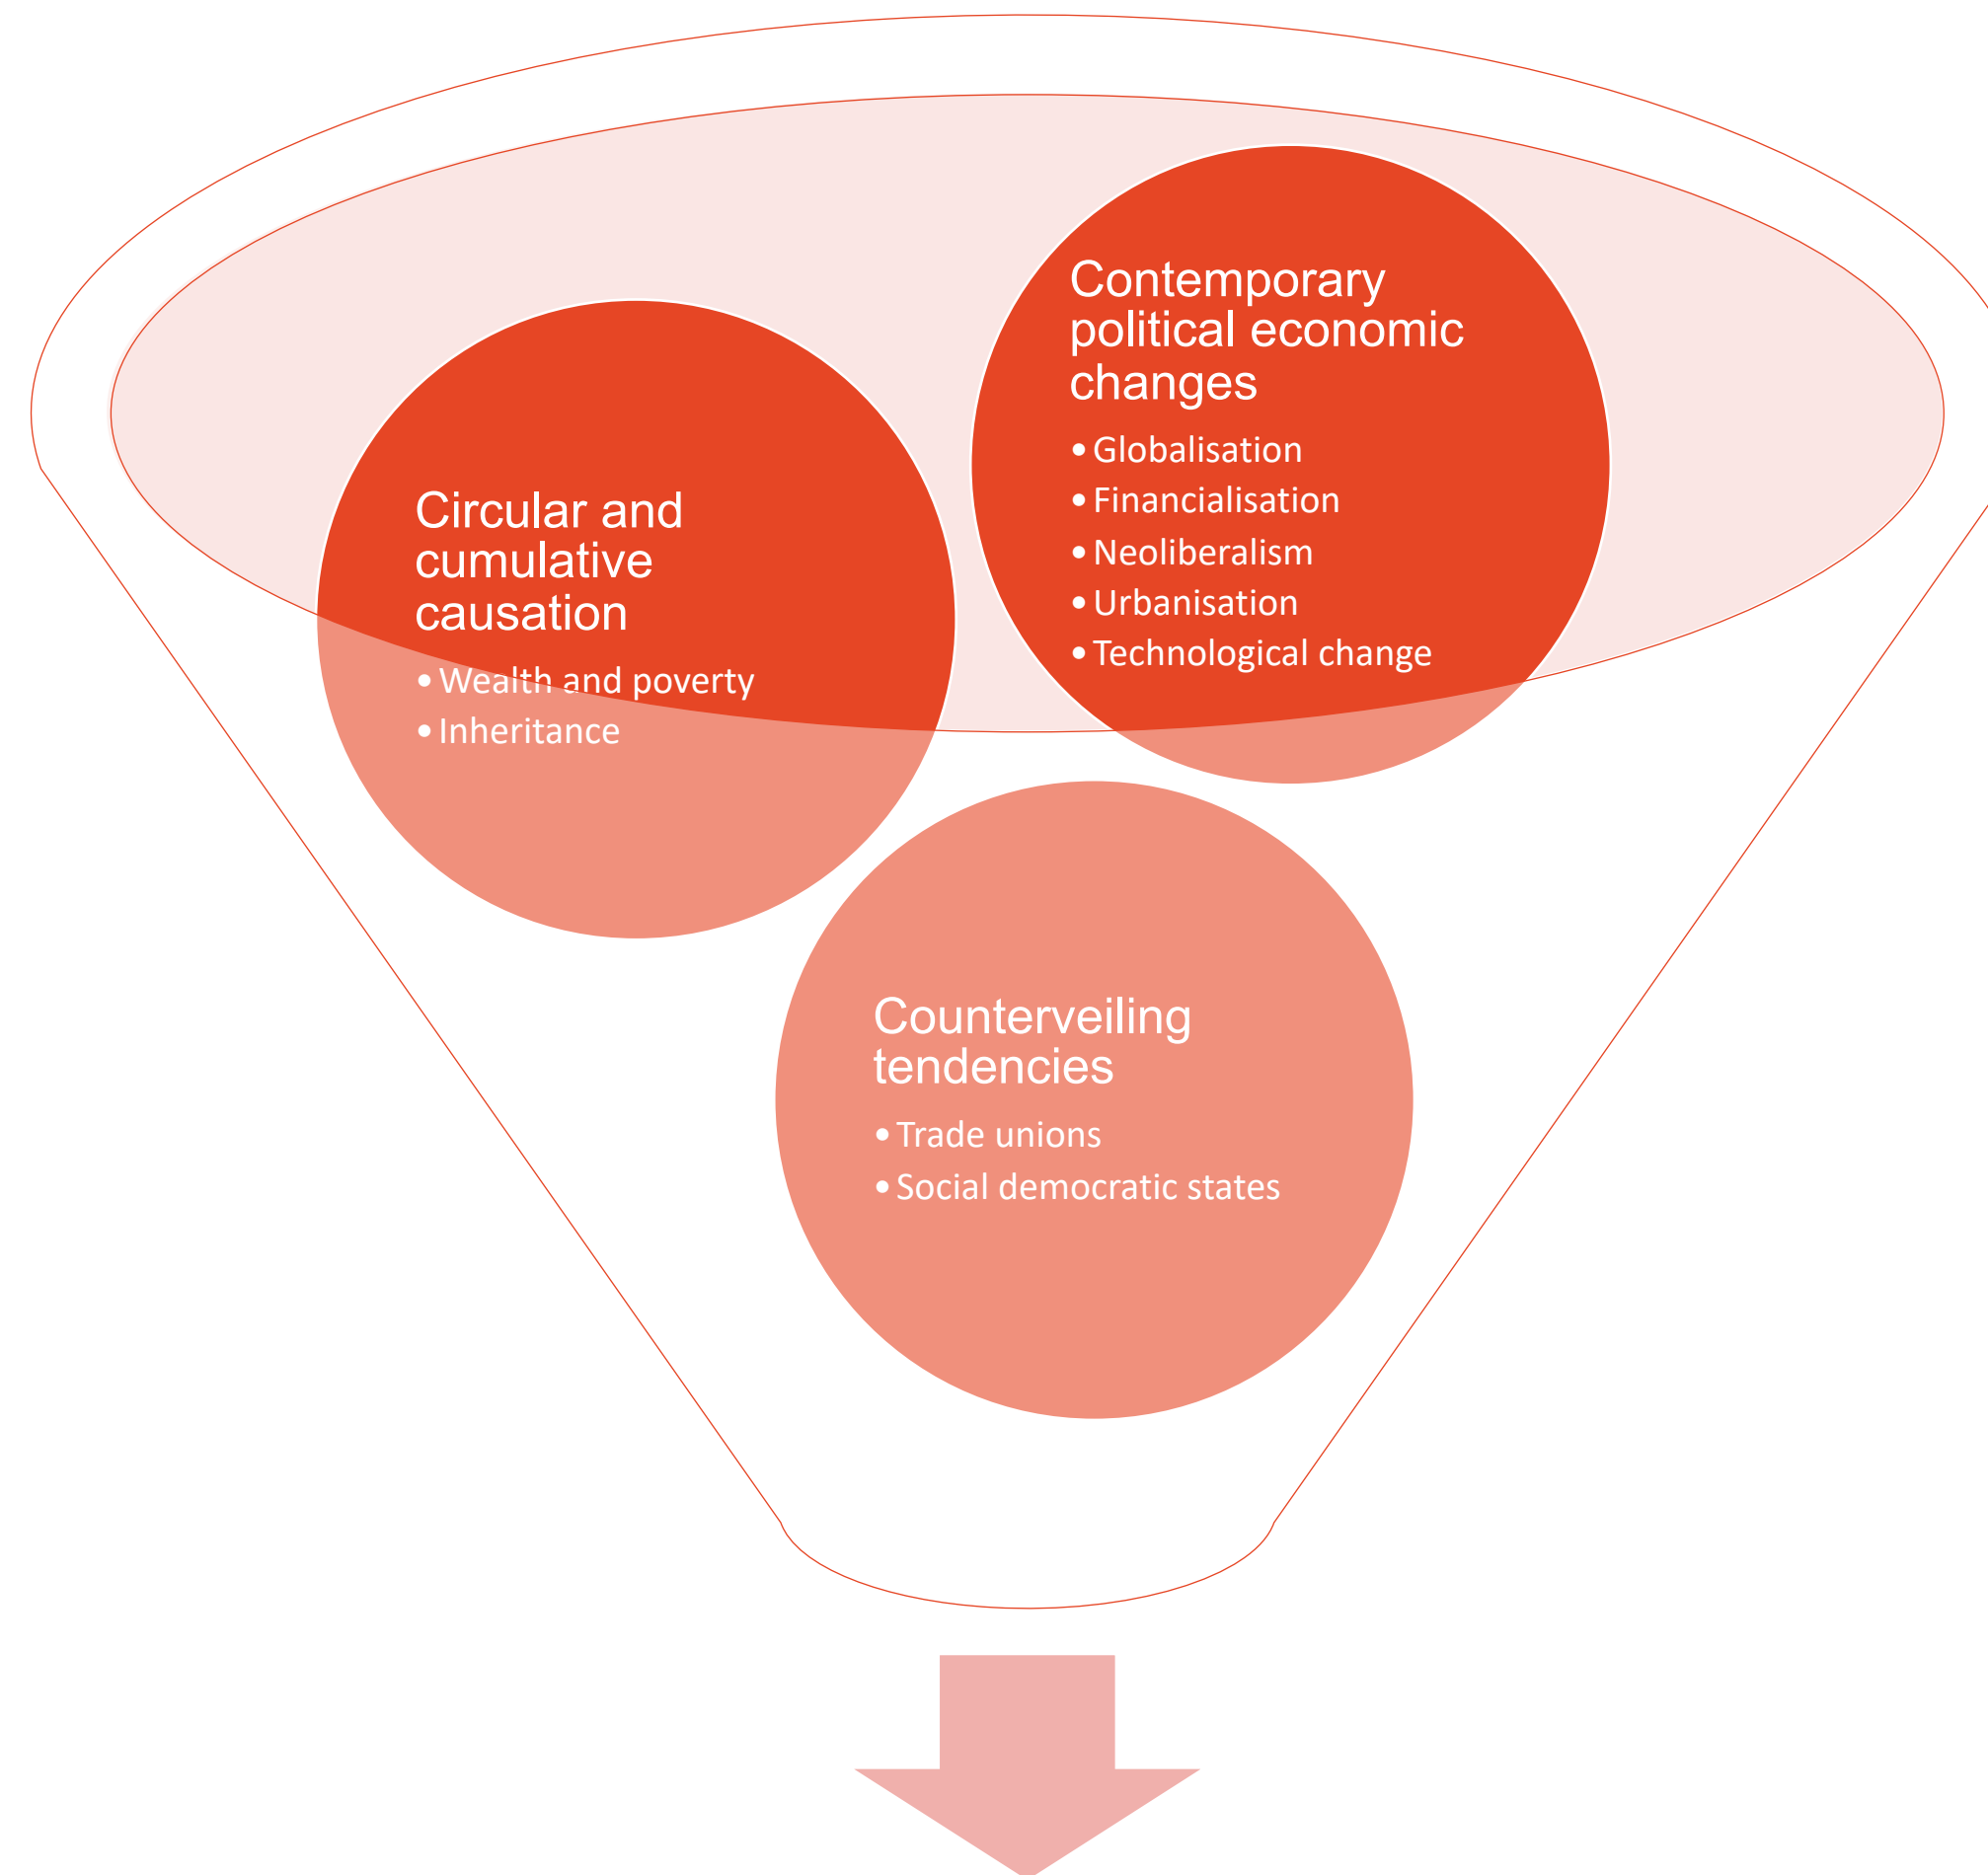 Contemporary
political economic
changes
• Globalisation
• Financialisation
• Neoliberalism
• Urbanisation
• Technological change
Circular and
cumulative
causation
• Wealth and poverty
• Inheritance
Counterveiling
tendencies
• Trade unions
• Social democratic states